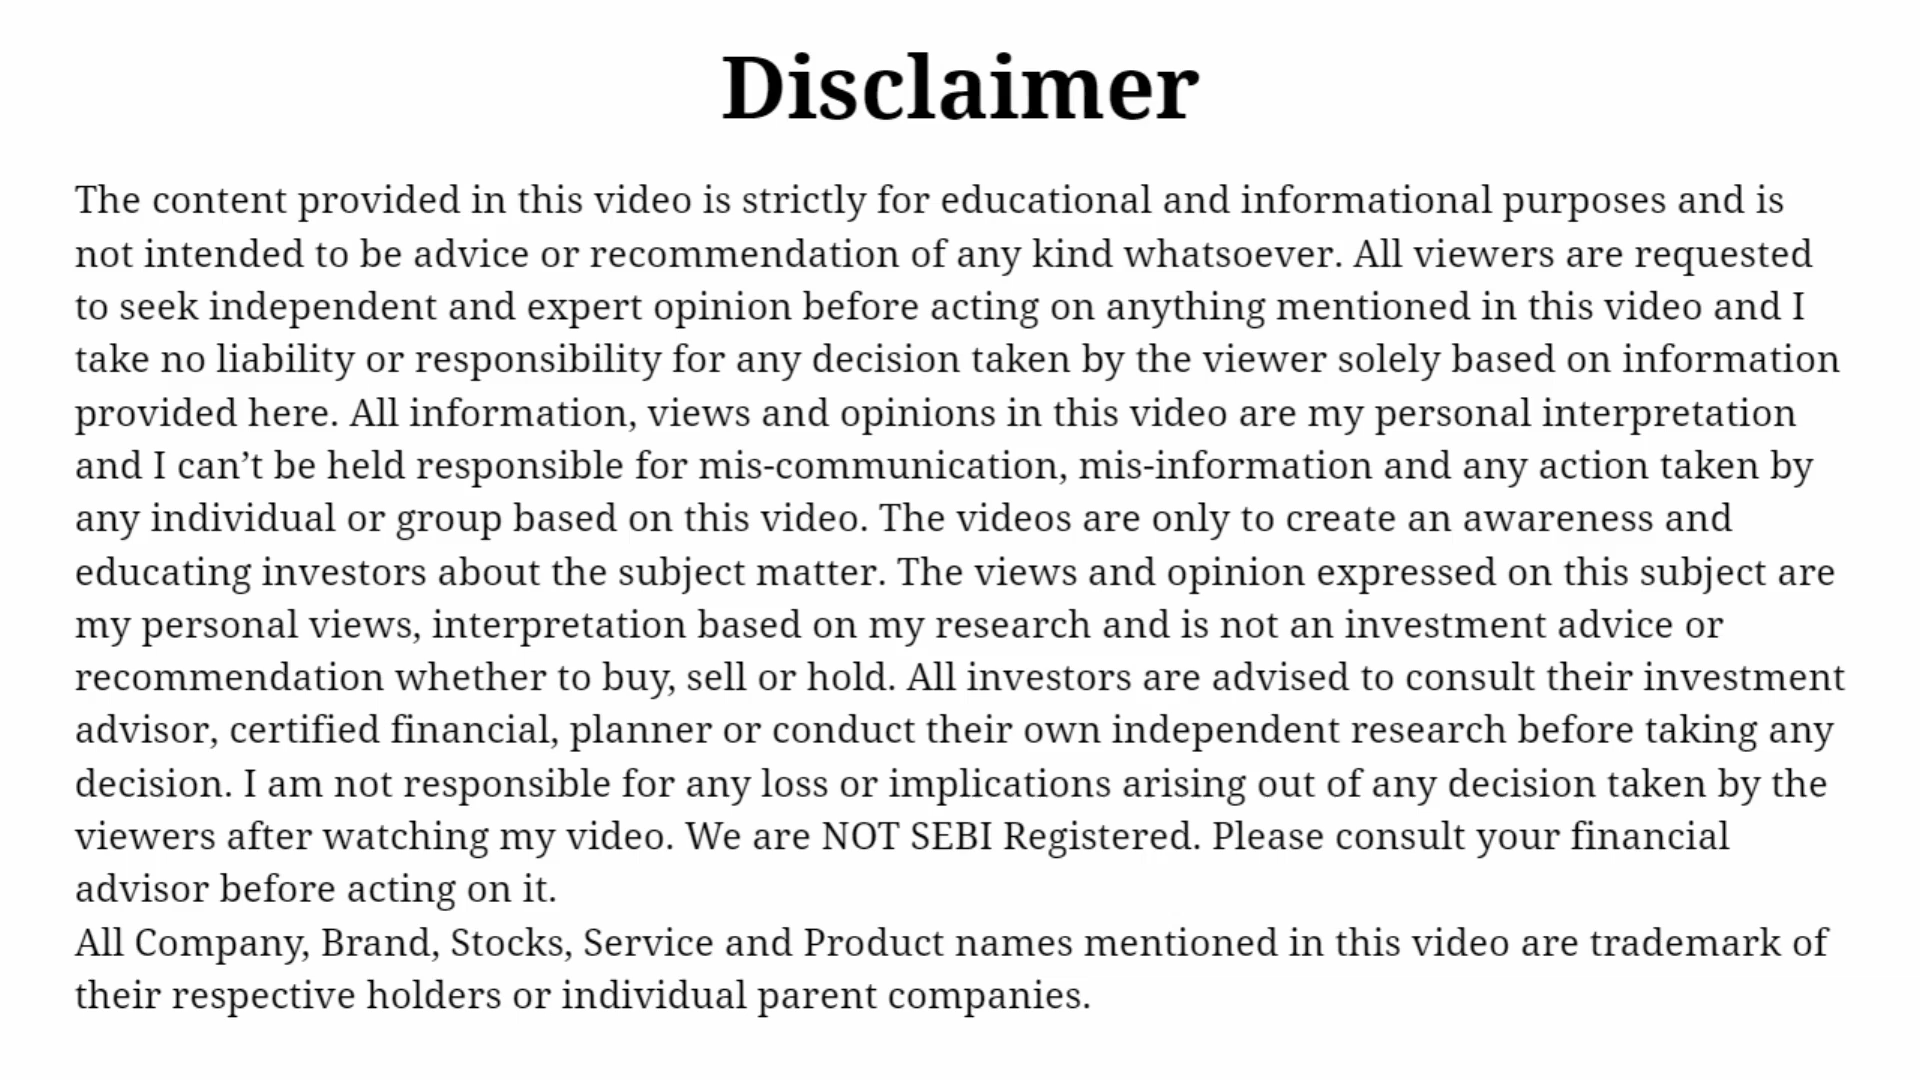 Disclaimer
The content provided in this video is strictly for educational and informational purposes and is
not intended to be advice or recommendation of any kind whatsoever. All viewers are requested
to seek independent and expert opinion before acting on anything mentioned in this video and I
take no liability or responsibility for any decision taken by the viewer solely based on information
provided here. All information, views and opinions in this video are my personal interpretation
and I can’t be held responsible for mis-communication, mis-information and any action taken by
any individual or group based on this video. The videos are only to create an awareness and
educating investors about the subject matter. The views and opinion expressed on this subject are
my personal views, interpretation based on my research and is not an investment advice or
recommendation whether to buy, sell or hold. All investors are advised to consult their investment
advisor, certified financial, planner or conduct their own independent research before taking any
decision. I am not responsible for any loss or implications arising out of any decision taken by the
viewers after watching my video. We are NOT SEBI Registered. Please consult your financial
advisor before acting on it.
All Company, Brand, Stocks, Service and Product names mentioned in this video are trademark of
their respective holders or individual parent companies.